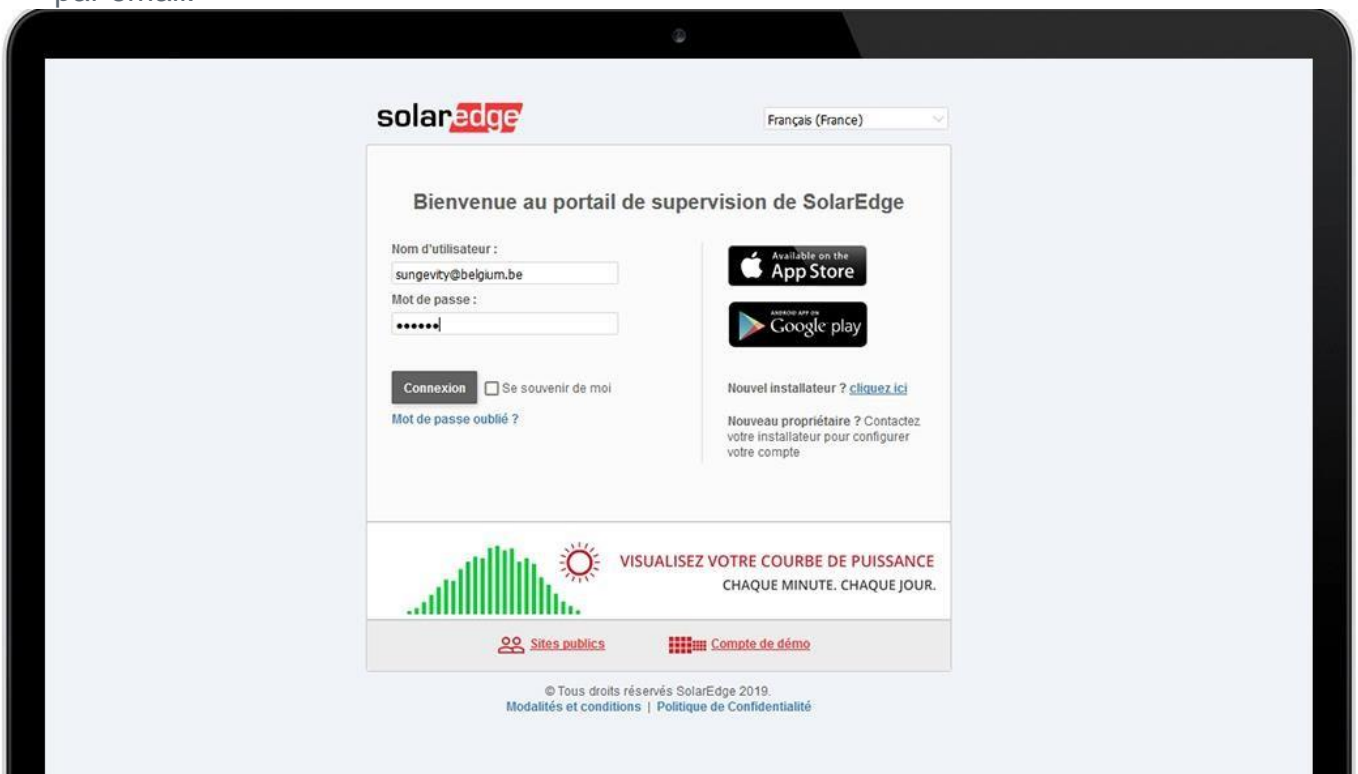 par email.
solaredge
Français (France)
Bienvenue au portail de supervision de SolarEdge
Nom d'utilisateur :
sungevity@belgium.be
Mot de passe :
••••••
Connexion
Se souvenir de moi
Mot de passe oublié ?
Available on the
App Store
ANDROID APP ON
Google play
Nouvel installateur ? cliquez ici
Nouveau propriétaire ? Contactez
votre installateur pour configurer
votre compte
VISUALISEZ VOTRE COURBE DE PUISSANCE
CHAQUE MINUTE. CHAQUE JOUR.
Sites publics
Compte de démo
© Tous droits réservés SolarEdge 2019.
Modalités et conditions | Politique de Confidentialité